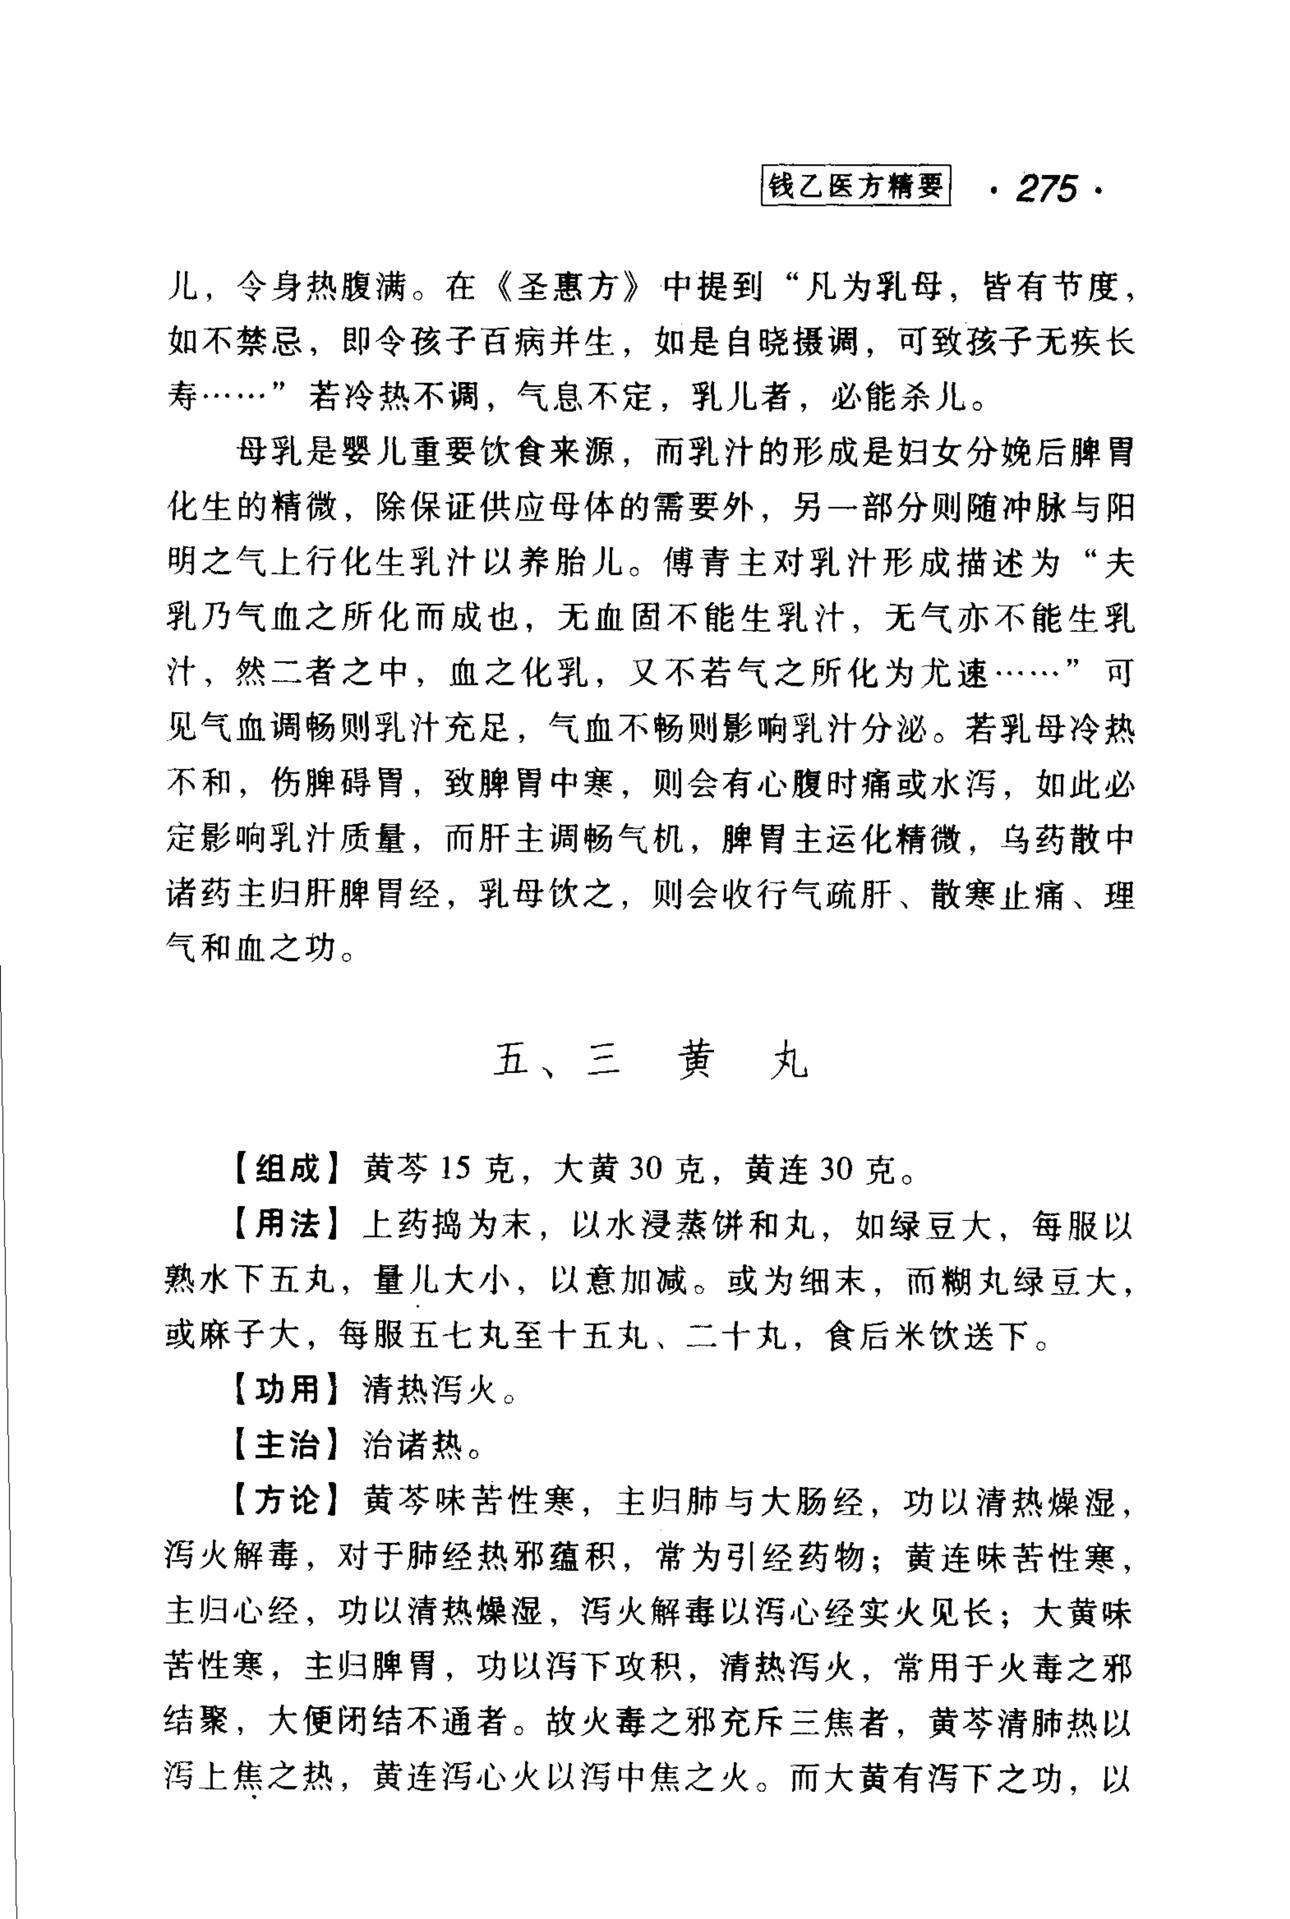 钱乙医方精要 · 275 ·
儿，令身热腹满。在《圣惠方》中提到“凡为乳母，皆有节度，
如不禁忌，即令孩子百病并生，如是自晓摄调，可致孩子无疾长
寿……”若冷热不调，气息不定，乳儿者，必能杀儿。
母乳是婴儿重要饮食来源，而乳汁的形成是妇女分娩后脾胃
化生的精微，除保证供应母体的需要外，另一部分则随冲脉与阳
明之气上行化生乳汁以养胎儿。傅青主对乳汁形成描述为“夫
乳乃气血之所化而成也，无血固不能生乳汁，无气亦不能生乳
汁，然二者之中，血之化乳，又不若气之所化为尤速……”可
见气血调畅则乳汁充足，气血不畅则影响乳汁分泌。若乳母冷热
不和，伤脾碍胃，致脾胃中寒，则会有心腹时痛或水泻，如此必
定影响乳汁质量，而肝主调畅气机，脾胃主运化精微，乌药散中
诸药主归肝脾胃经，乳母饮之，则会收行气疏肝、散寒止痛、理
气和血之功。
五、三 黄 丸
【组成】黄芩 15 克，大黄 30 克，黄连 30 克。
【用法】上药捣为末，以水浸蒸饼和丸，如绿豆大，每服以
熟水下五丸，量儿大小，以意加减。或为细末，而糊丸绿豆大，
或麻子大，每服五七丸至十五丸、二十丸，食后米饮送下。
【功用】清热泻火。
【主治】治诸热。
【方论】黄芩味苦性寒，主归肺与大肠经，功以清热燥湿，
泻火解毒，对于肺经热邪蕴积，常为引经药物；黄连味苦性寒，
主归心经，功以清热燥湿，泻火解毒以泻心经实火见长；大黄味
苦性寒，主归脾胃，功以泻下攻积，清热泻火，常用于火毒之邪
结聚，大便闭结不通者。故火毒之邪充斥三焦者，黄芩清肺热以
泻上焦之热，黄连泻心火以泻中焦之火。而大黄有泻下之功，以